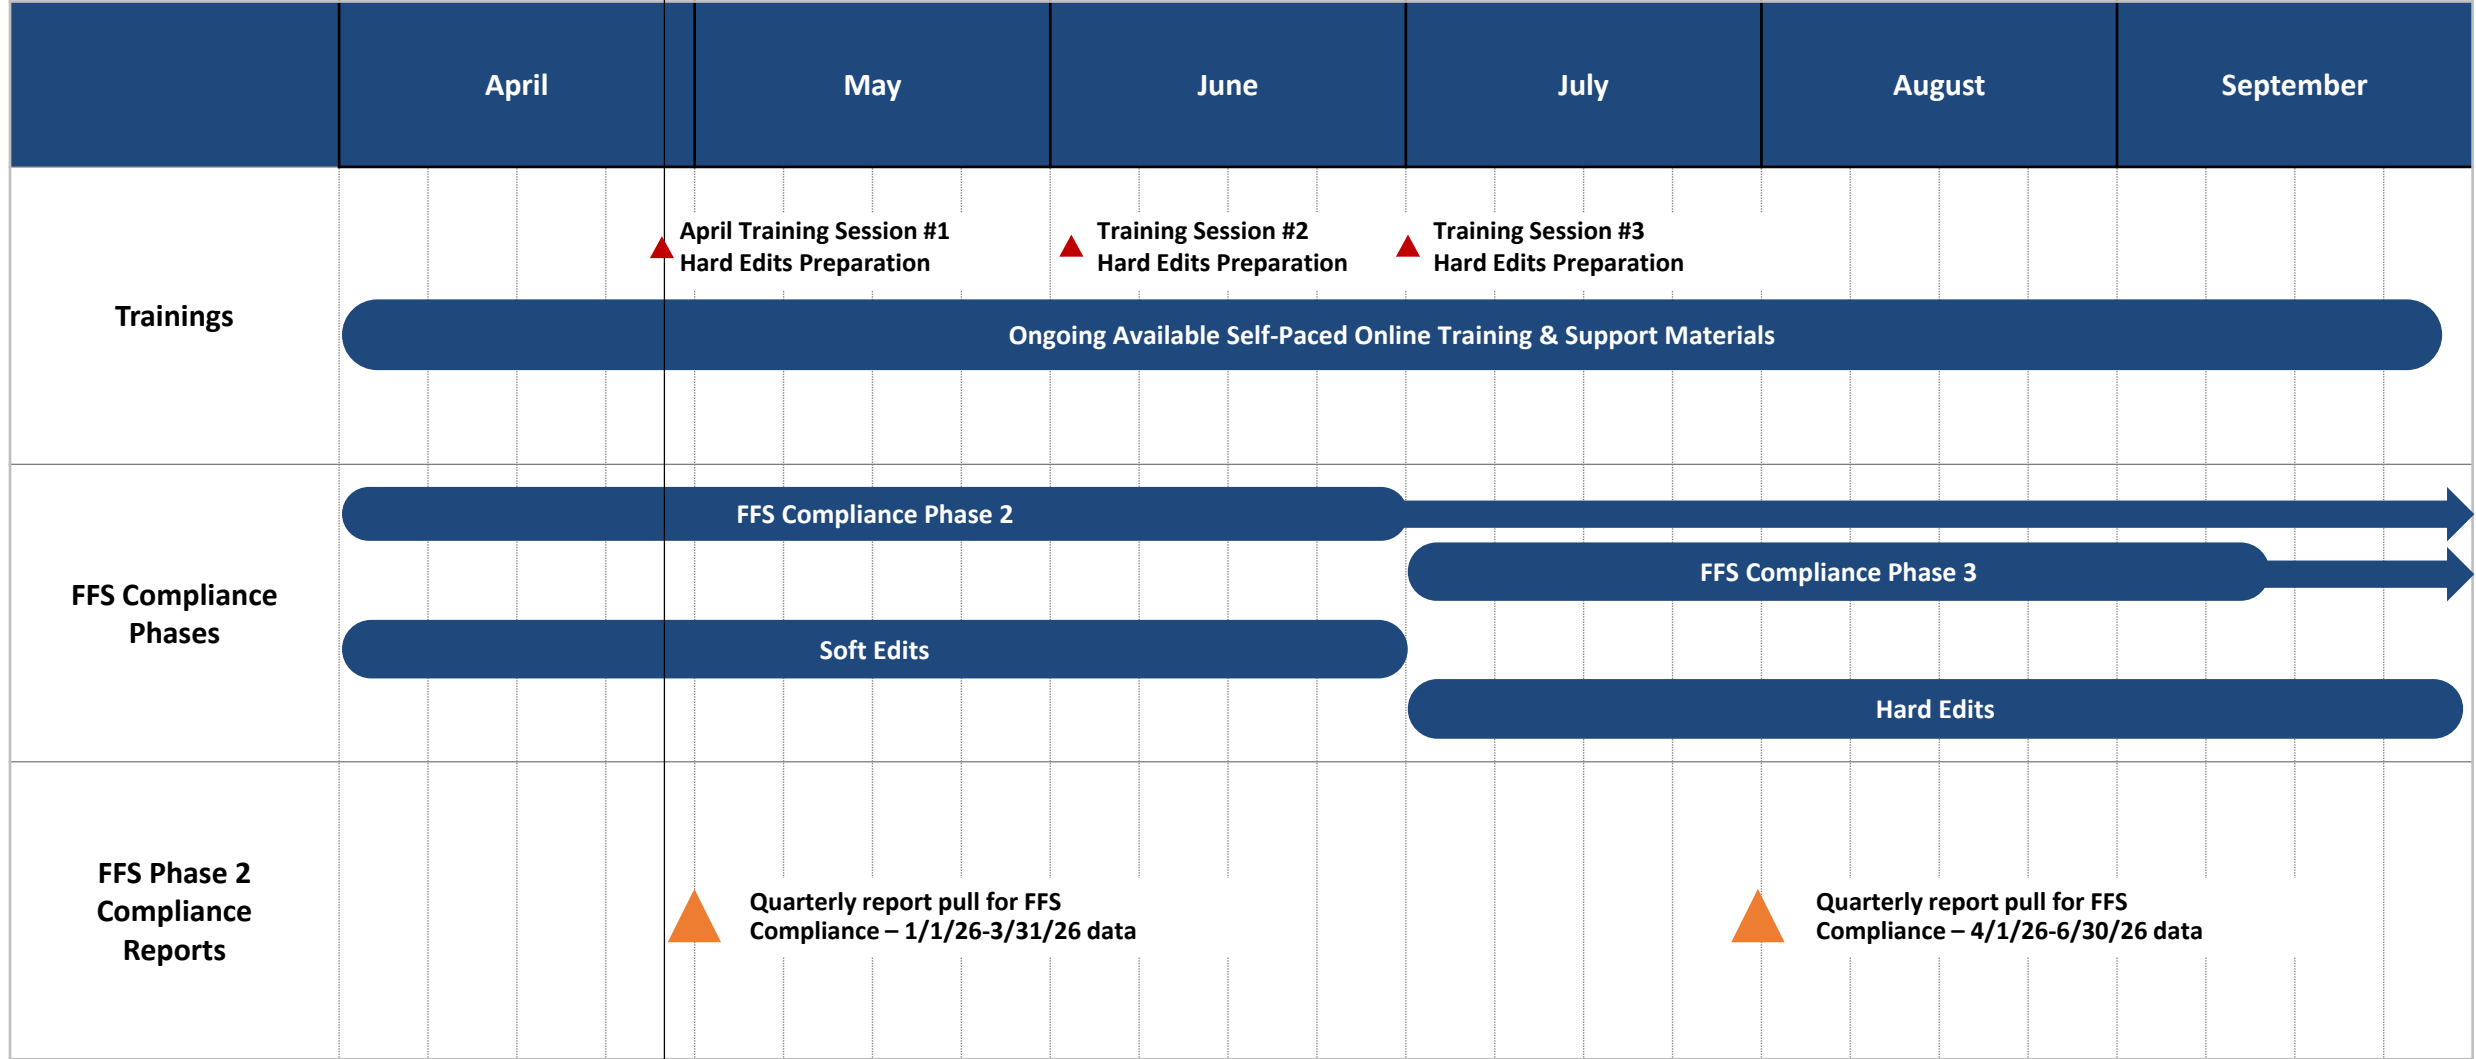 April
May
June
July
August
September
Trainings
April Training Session #1
Hard Edits Preparation
Training Session #2
Hard Edits Preparation
Training Session #3
Hard Edits Preparation
Ongoing Available Self-Paced Online Training & Support Materials
FFS Compliance
Phases
FFS Compliance Phase 2
FFS Compliance Phase 3
Soft Edits
Hard Edits
FFS Phase 2
Compliance
Reports
Quarterly report pull for FFS
Compliance – 1/1/26-3/31/26 data
Quarterly report pull for FFS
Compliance – 4/1/26-6/30/26 data